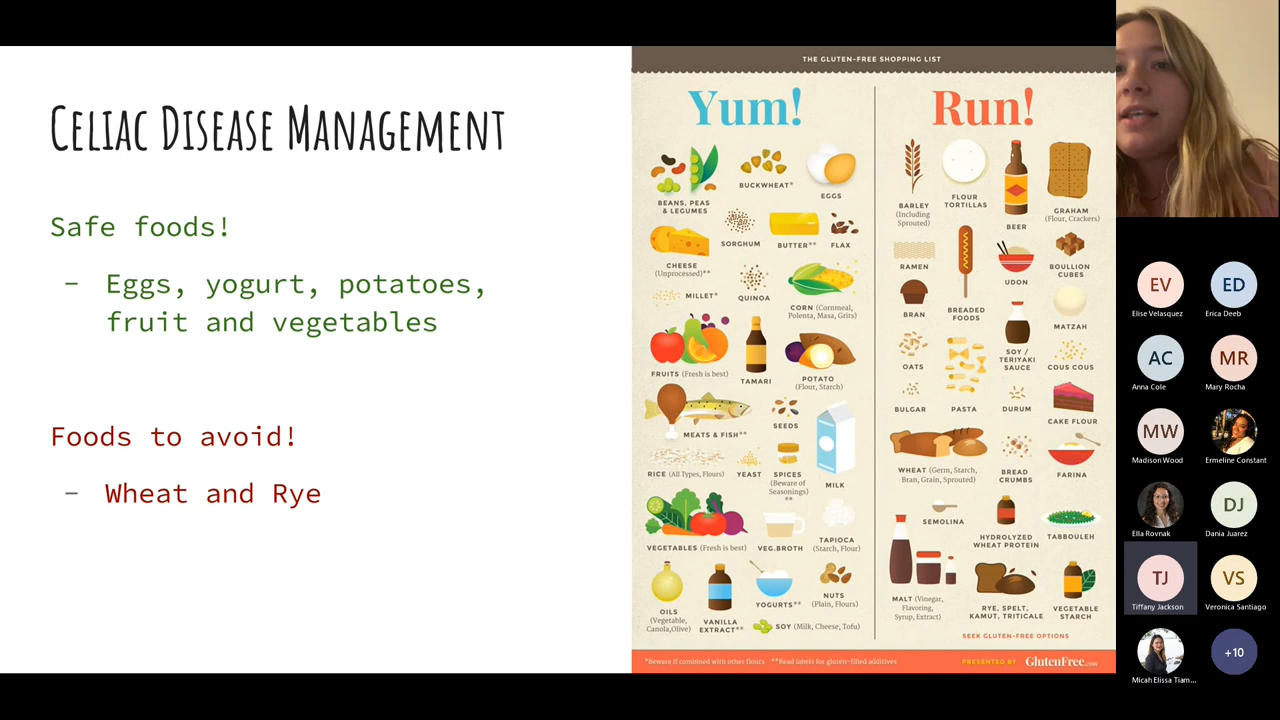 CELIAC DISEASE MANAGEMENT
Safe foods!
- Eggs, yogurt, potatoes,
fruit and vegetables
Foods to avoid!
- Wheat and Rye
THE GLUTEN-FREE SHOPPING LIST
Yum!
BEANS, PEAS
& LEGUMES
BUCKWHEAT*
EGGS
SORGHUM
BUTTER**
FLAX
CHEESE
(Unprocessed)**
MILLET*
QUINOA
CORN (Cornmeal,
Polenta, Masa, Grits)
FRUITS (Fresh is best)
TAMARI
POTATO
(Flour, Starch)
MEATS & FISH**
SEEDS
RICE (All Types, Flours)
YEAST
SPICES
(Beware of
Seasonings)
**
MILK
VEGETABLES (Fresh is best)
VEG.BROTH
TAPIOCA
(Starch, Flour)
OILS
(Vegetable,
Canola,Olive)
VANILLA
EXTRACT**
YOGURTS**
NUTS
(Plain, Flours)
SOY (Milk, Cheese, Tofu)
Run!
BARLEY
(Including
Sprouted)
FLOUR
TORTILLAS
BEER
GRAHAM
(Flour, Crackers)
RAMEN
UDON
BOULLION
CUBES
BRAN
BREADED
FOODS
MATZAH
OATS
SOY /
TERIYAKI
SAUCE
COUS COUS
BULGAR
PASTA
DURUM
CAKE FLOUR
WHEAT (Germ, Starch,
Bran, Grain, Sprouted)
BREAD
CRUMBS
FARINA
SEMOLINA
HYDROLYZED
WHEAT PROTEIN
TABBOULEH
MALT (Vinegar,
Flavoring,
Syrup, Extract)
RYE, SPELT,
KAMUT, TRITICALE
VEGETABLE
STARCH
SEEK GLUTEN-FREE OPTIONS
*Beware if combined with other flours **Read labels for gluten-filled additives
PRESENTED BY GlutenFree.com
EV
Elise Velasquez
ED
Erica Deeb
AC
Anna Cole
MR
Mary Rocha
MW
Madison Wood
Ermeline Constant
Ella Rovnak
DJ
Dania Juarez
TJ
Tiffany Jackson
VS
Veronica Santiago
Micah Elissa Tiam...
+10